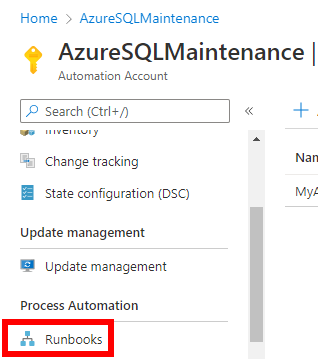 Home > AzureSQLMaintenance
AzureSQLMaintenance |
Automation Account
Search (Ctrl+/)
«
+
Inventory
Change tracking
State configuration (DSC)
Nam
MyA
Update management
Update management
Process Automation
Runbooks